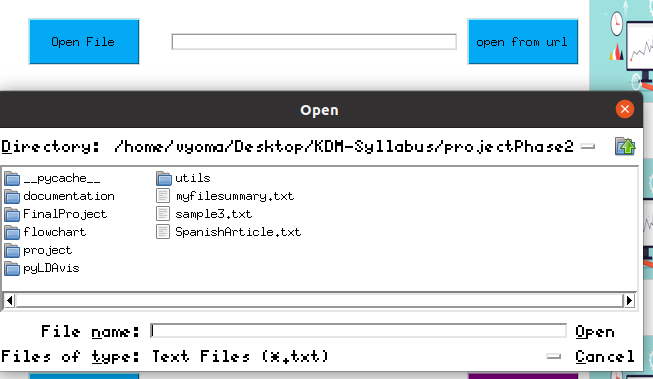 Open File
open from url
Open
Directory: /home/vyoma/Desktop/KDM-Syllabus/projectPhase2
__pycache__
documentation
FinalProject
flowchart
project
pyLDAvis
utils
myfilesummary.txt
sample3.txt
SpanishArticle.txt
File name:
Open
Files of type: Text Files (*.txt)
Cancel